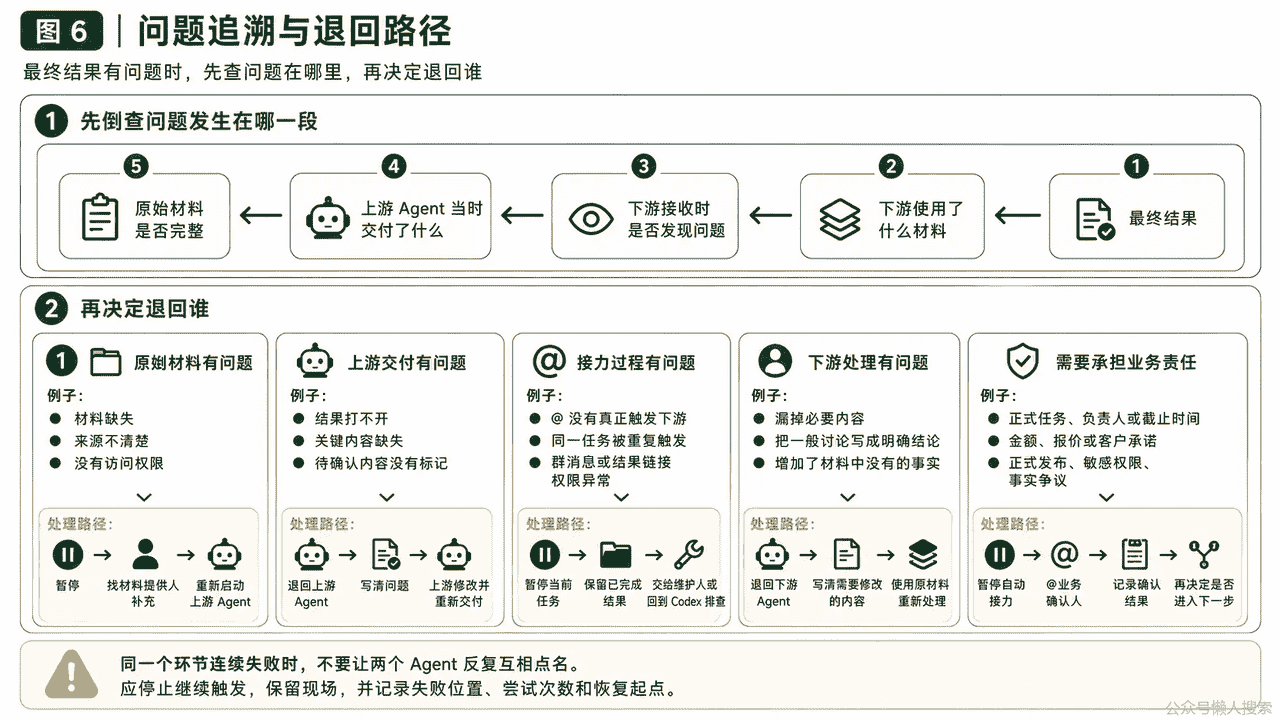 图 6
问题追溯与退回路径
最终结果有问题时，先查问题在哪里，再决定退回谁
1 先倒查问题发生在哪一段
5
原始材料
是否完整
4
上游 Agent 当时
交付了什么
3
下游接收时
是否发现问题
2
下游使用了
什么材料
1
最终结果
2 再决定退回谁
1 原始材料有问题
例子：
材料缺失
来源不清楚
没有访问权限
处理路径：
暂停
找材料提供人
补充
重新启动
上游 Agent
上游交付有问题
例子：
结果打不开
关键内容缺失
待确认内容没有标记
处理路径：
退回上游
Agent
写清问题
上游修改并
重新交付
@ 接力过程有问题
例子：
@ 没有真正触发下游
同一任务被重复触发
群消息或结果链接
权限异常
处理路径：
暂停当前
任务
保留已完成
结果
交给维护人或
回到 Codex 排查
下游处理有问题
例子：
漏掉必要内容
把一般讨论写成明确结论
增加了材料中没有的事实
处理路径：
退回下游
Agent
写清需要修改
的内容
使用原材料
重新处理
需要承担业务责任
例子：
正式任务、负责人或截止时间
金额、报价或客户承诺
正式发布、敏感权限、
事实争议
处理路径：
暂停自动
接力
@
@业务
确认人
记录确认
结果
再决定是否
进入下一步
同一个环节连续失败时，不要让两个 Agent 反复互相点名。
应停止继续触发，保留现场，并记录失败位置、尝试次数和恢复起点。
公众号懒人搜索